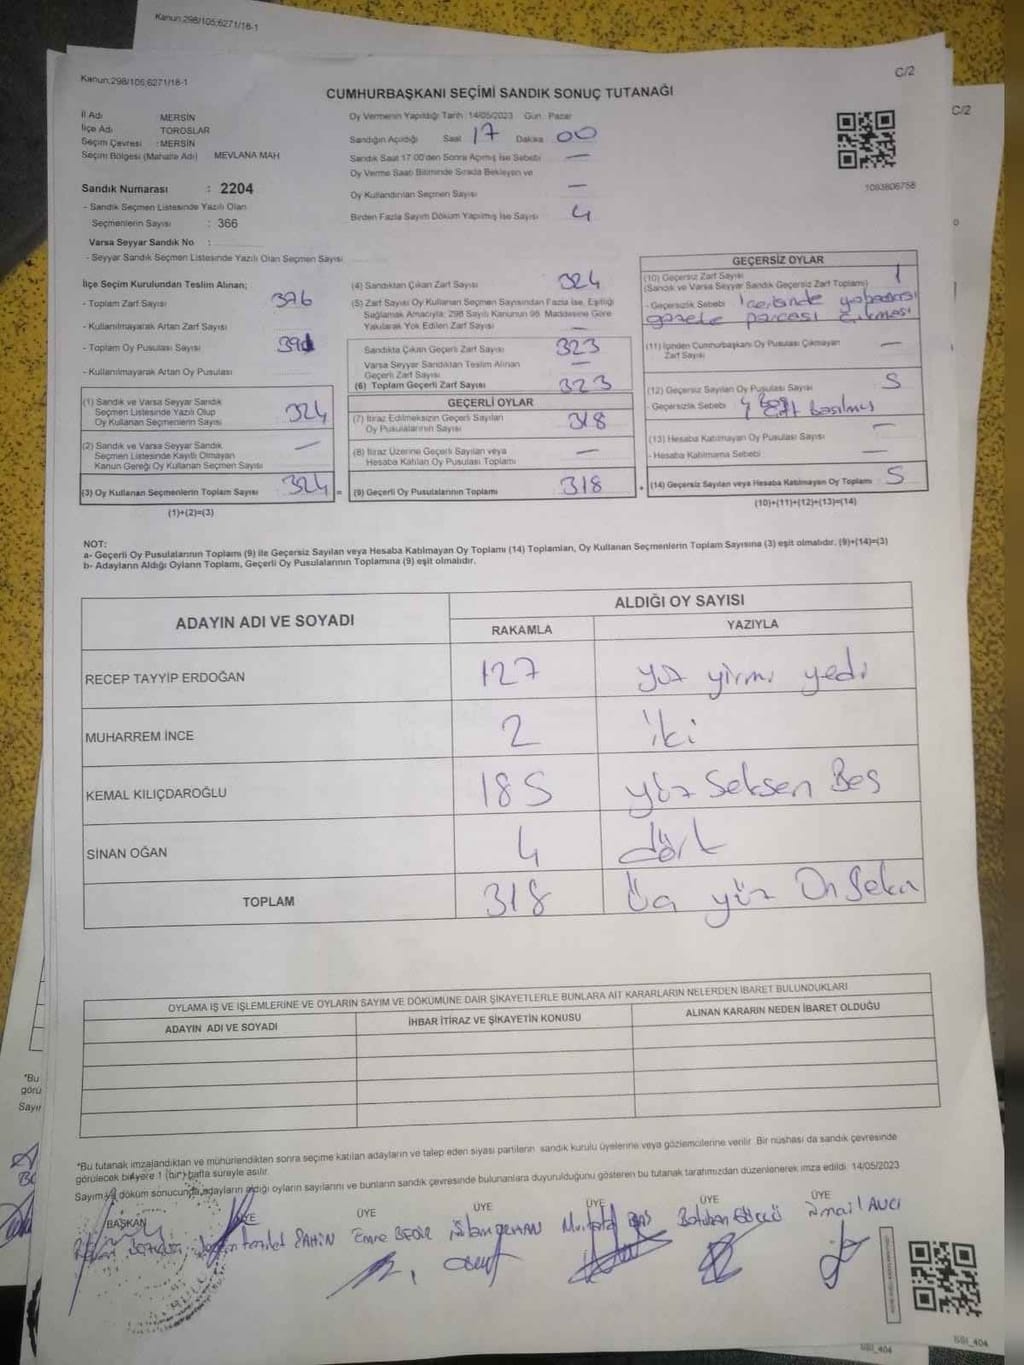 Kanun;298/105;6271/18-1
Kanun;298/105;6271/18-1
C/2
C/2
CUMHURBAŞKANI SEÇİMİ SANDIK SONUÇ TUTANAĞI
İl Adı : MERSİN
İlçe Adı : TOROSLAR
Seçim Çevresi : MERSİN
Seçim Bölgesi (Mahalle Adı) MEVLANA MAH
Sandık Numarası : 2204
- Sandık Seçmen Listesinde Yazılı Olan
Seçmenlerin Sayısı : 366
Varsa Seyyar Sandık No :
- Seyyar Sandık Seçmen Listesinde Yazılı Olan Seçmen Sayısı
Oy Vermenin Yapıldığı Tarih :14/05/2023 Gün : Pazar
Sandığın Açıldığı Saat 17 Dakika 00
Sandık Saat 17:00'den Sonra Açılmış İse Sebebi —
Oy Verme Saati Bitiminde Sırada Bekleyen ve
Oy Kullandırılan Seçmen Sayısı —
Birden Fazla Sayım Döküm Yapılmış İse Sayısı 4
1093806758
İlçe Seçim Kurulundan Teslim Alınan;
- Toplam Zarf Sayısı 376
- Kullanılmayarak Artan Zarf Sayısı
- Toplam Oy Pusulası Sayısı
- Kullanılmayarak Artan Oy Pusulası
(1) Sandık ve Varsa Seyyar Sandık
Seçmen Listesinde Yazılı Olup
Oy Kullanan Seçmenlerin Sayısı 324
(2) Sandık ve Varsa Seyyar Sandık
Seçmen Listesinde Kayıtlı Olmayan
Kanun Gereği Oy Kullanan Seçmen Sayısı —
(3) Oy Kullanan Seçmenlerin Toplam Sayısı 324 =
(1)+(2)=(3)
(4) Sandıktan Çıkan Zarf Sayısı 324
(5) Zarf Sayısı Oy Kullanan Seçmen Sayısından Fazla İse, Eşitliği
Sağlamak Amacıyla; 298 Sayılı Kanunun 98. Maddesine Göre
Yakılarak Yok Edilen Zarf Sayısı —
Sandıkta Çıkan Geçerli Zarf Sayısı 323
Varsa Seyyar Sandıktan Teslim Alınan
Geçerli Zarf Sayısı —
(6) Toplam Geçerli Zarf Sayısı 323
GEÇERLİ OYLAR
(7) İtiraz Edilmeksizin Geçerli Sayılan
Oy Pusulalarının Sayısı 318
(8) İtiraz Üzerine Geçerli Sayılan veya
Hesaba Katılan Oy Pusulası Toplamı —
(9) Geçerli Oy Pusulalarının Toplamı 318 +
GEÇERSİZ OYLAR
(10) Geçersiz Zarf Sayısı 1
(Sandık ve Varsa Seyyar Sandık Geçersiz Zarf Toplamı)
- Geçersizlik Sebebi İçerisinde yabancı
gazete parçası çıkması
(11) İçinden Cumhurbaşkanı Oy Pusulası Çıkmayan
Zarf Sayısı —
(12) Geçersiz Sayılan Oy Pusulası Sayısı 5
- Geçersizlik Sebebi çift basılmış
(13) Hesaba Katılmayan Oy Pusulası Sayısı —
- Hesaba Katılmama Sebebi —
(14) Geçersiz Sayılan veya Hesaba Katılmayan Oy Toplamı 5
(10)+(11)+(12)+(13)=(14)
NOT:
a- Geçerli Oy Pusulalarının Toplamı (9) ile Geçersiz Sayılan veya Hesaba Katılmayan Oy Toplamı (14) Toplamları, Oy Kullanan Seçmenlerin Toplam Sayısına (3) eşit olmalıdır. (9)+(14)=(3)
b- Adayların Aldığı Oyların Toplamı, Geçerli Oy Pusulalarının Toplamına (9) eşit olmalıdır.
ADAYIN ADI VE SOYADI
ALDIĞI OY SAYISI
RAKAMLA YAZIYLA
RECEP TAYYİP ERDOĞAN 127 yüz yirmi yedi
MUHARREM İNCE 2 iki
KEMAL KILIÇDAROĞLU 185 yüz Seksen Beş
SİNAN OĞAN 4 dört
TOPLAM 318 Üç yüz On Seki
OYLAMA İŞ VE İŞLEMLERİNE VE OYLARIN SAYIM VE DÖKÜMÜNE DAİR ŞİKAYETLERLE BUNLARA AİT KARARLARIN NELERDEN İBARET BULUNDUKLARI
ADAYIN ADI VE SOYADI İHBAR İTİRAZ VE ŞİKAYETİN KONUSU ALINAN KARARIN NEDEN İBARET OLDUĞU
*Bu tutanak imzalandıktan ve mühürlendikten sonra seçime katılan adayların ve talep eden siyasi partilerin sandık kurulu üyelerine veya gözlemcilerine verilir. Bir nüshası da sandık çevresinde
görülecek bir yere 1 (bir) hafta süreyle asılır.
Sayım ve döküm sonucunda, adayların aldığı oyların sayılarını ve bunların sandık çevresinde bulunanlara duyurulduğunu gösteren bu tutanak tarafımızdan düzenlenerek imza edildi. 14/05/2023
BAŞKAN ÜYE ÜYE ÜYE ÜYE ÜYE ÜYE
ŞAHİN Emre Mustafa BAŞ Batuhan İsmail AVCI
*Bu
görü
Sayır
SSI_404
SSI_404